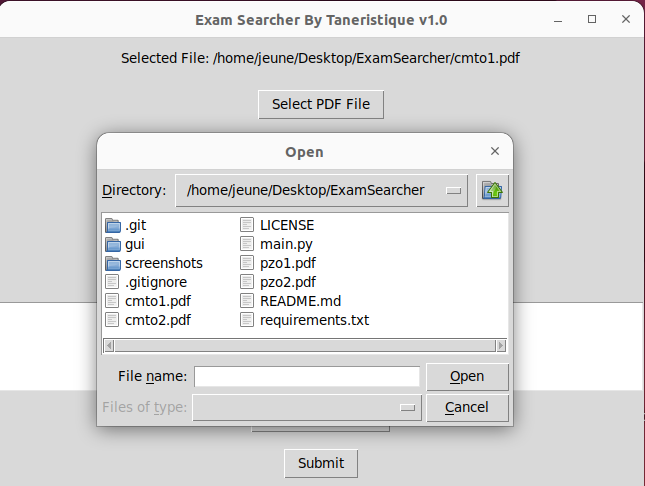 Exam Searcher By Taneristique v1.0
Selected File: /home/jeune/Desktop/ExamSearcher/cmto1.pdf
Select PDF File
Open
Directory: /home/jeune/Desktop/ExamSearcher
.git
gui
screenshots
.gitignore
cmto1.pdf
cmto2.pdf
LICENSE
main.py
pzo1.pdf
pzo2.pdf
README.md
requirements.txt
File name:
Open
Files of type:
Cancel
Submit